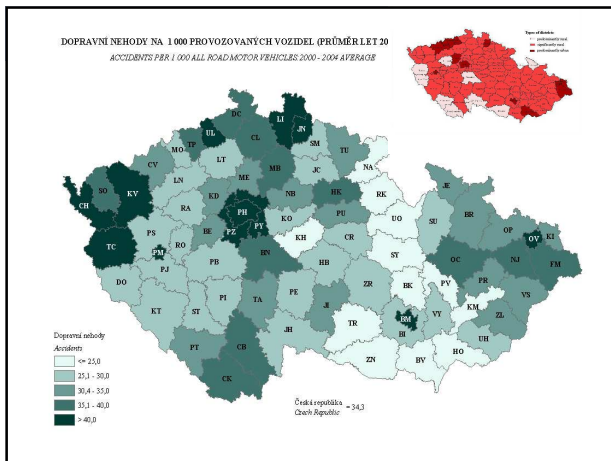 DOPRAVNÍ NEHODY NA 1 000 PROVOZOVANÝCH VOZIDEL (PRŮMĚR LET 20
ACCIDENTS PER 1 000 ALL ROAD MOTOR VEHICLES 2000 - 2004 AVERAGE
Types of districts
predominantly rural
significantly rural
predominantly urban
DC
LI
JN
UL
TP
MO
CL
SM
TU
CV
LT
ME
MB
JC
NA
SO
KV
LN
KD
NB
HK
RK
JE
CH
RA
PH
KO
PU
UO
SU
BR
BE
PZ
PY
KH
CR
OP
OV
KI
TC
PS
PM
RO
BN
HB
SY
OC
NJ
FM
DO
PJ
PB
ZR
BK
PV
PR
VS
KT
ST
PI
TA
PE
JI
BM
BI
VY
KM
ZL
PT
CB
JH
TR
UH
CK
ZN
BV
HO
Dopravní nehody
Accidents
<= 25,0
25,1 - 30,0
30,4 - 35,0
35,1 - 40,0
> 40,0
Česká republika
Czech Republic
= 34,3